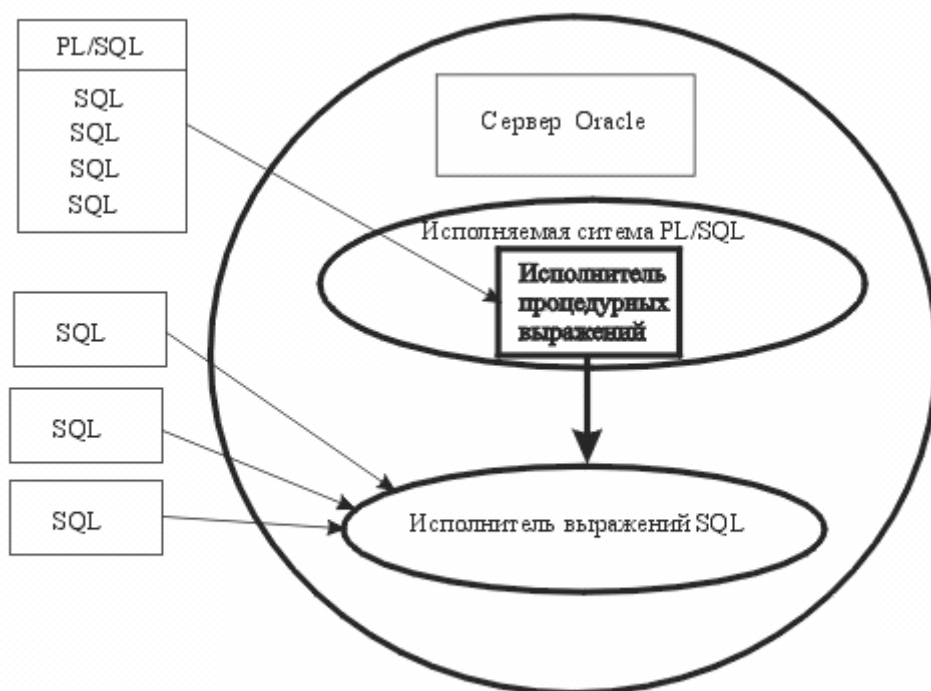 PL/SQL
SQL
SQL
SQL
SQL
Сервер Oracle
Исполняемая ситема PL/SQL
Исполнитель
процедурных
выражений
SQL
SQL
SQL
Исполнитель выражений SQL